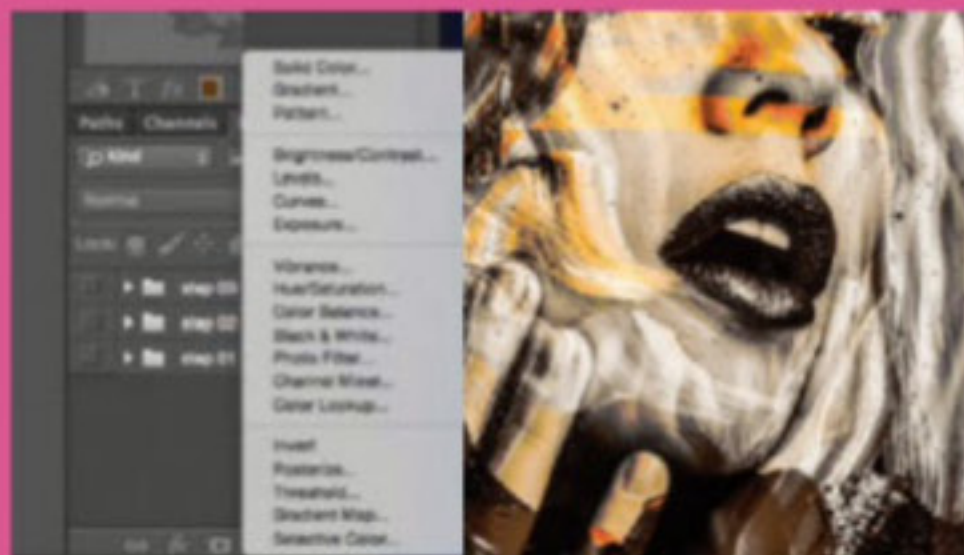 T fx
Paths Channels
Kind
Normal
Lock:
step 03
step 02
step 01
Solid Color...
Gradient...
Pattern...
Brightness/Contrast...
Levels...
Curves...
Exposure...
Vibrance...
Hue/Saturation...
Color Balance...
Black & White...
Photo Filter...
Channel Mixer...
Color Lookup...
Invert
Posterize...
Threshold...
Gradient Map...
Selective Color...
fx